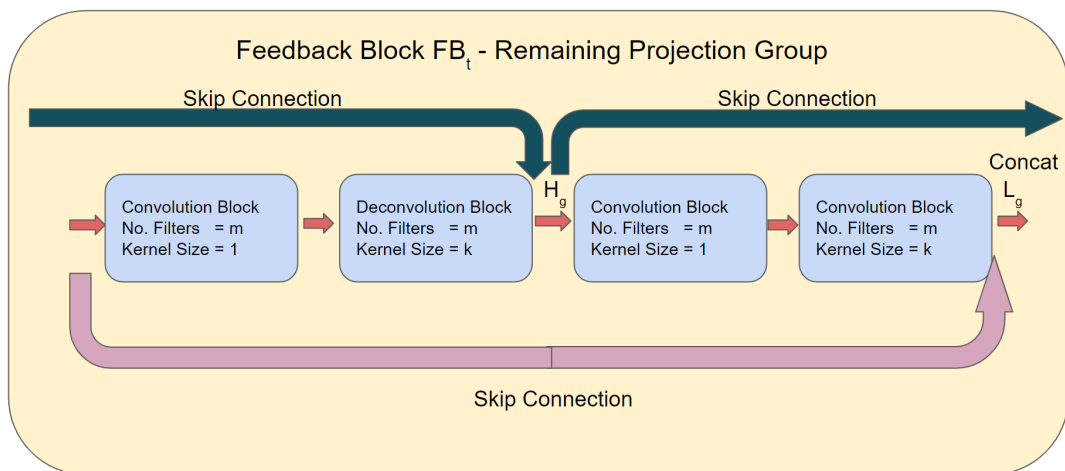 Feedback Block FBt - Remaining Projection Group
Skip Connection
Skip Connection
Concat
Lg
Hg
Convolution Block
No. Filters = m
Kernel Size = 1
Deconvolution Block
No. Filters = m
Kernel Size = k
Convolution Block
No. Filters = m
Kernel Size = 1
Convolution Block
No. Filters = m
Kernel Size = k
Skip Connection